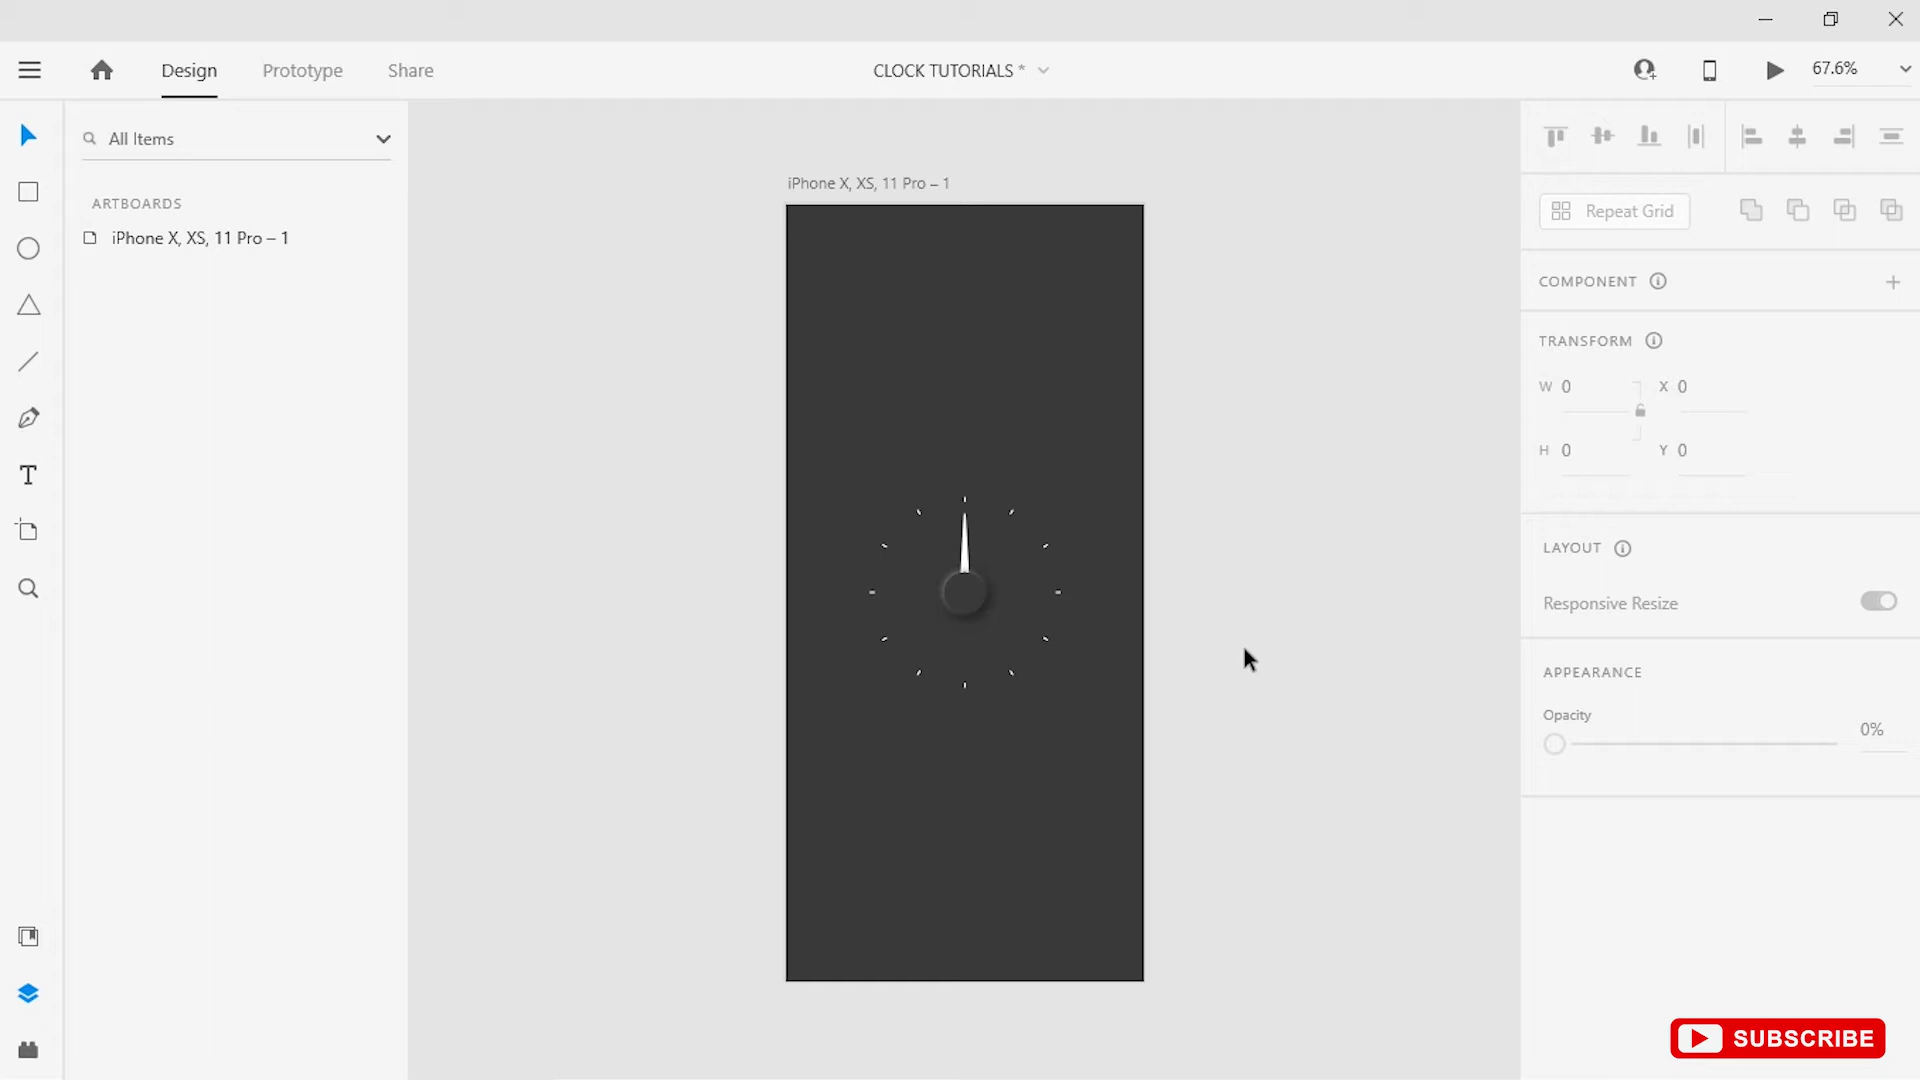 Design
Prototype
Share
CLOCK TUTORIALS *
67.6%
All Items
ARTBOARDS
iPhone X, XS, 11 Pro – 1
iPhone X, XS, 11 Pro – 1
Repeat Grid
COMPONENT
TRANSFORM
W 0 X 0
H 0 Y 0
LAYOUT
Responsive Resize
APPEARANCE
Opacity
0%
SUBSCRIBE